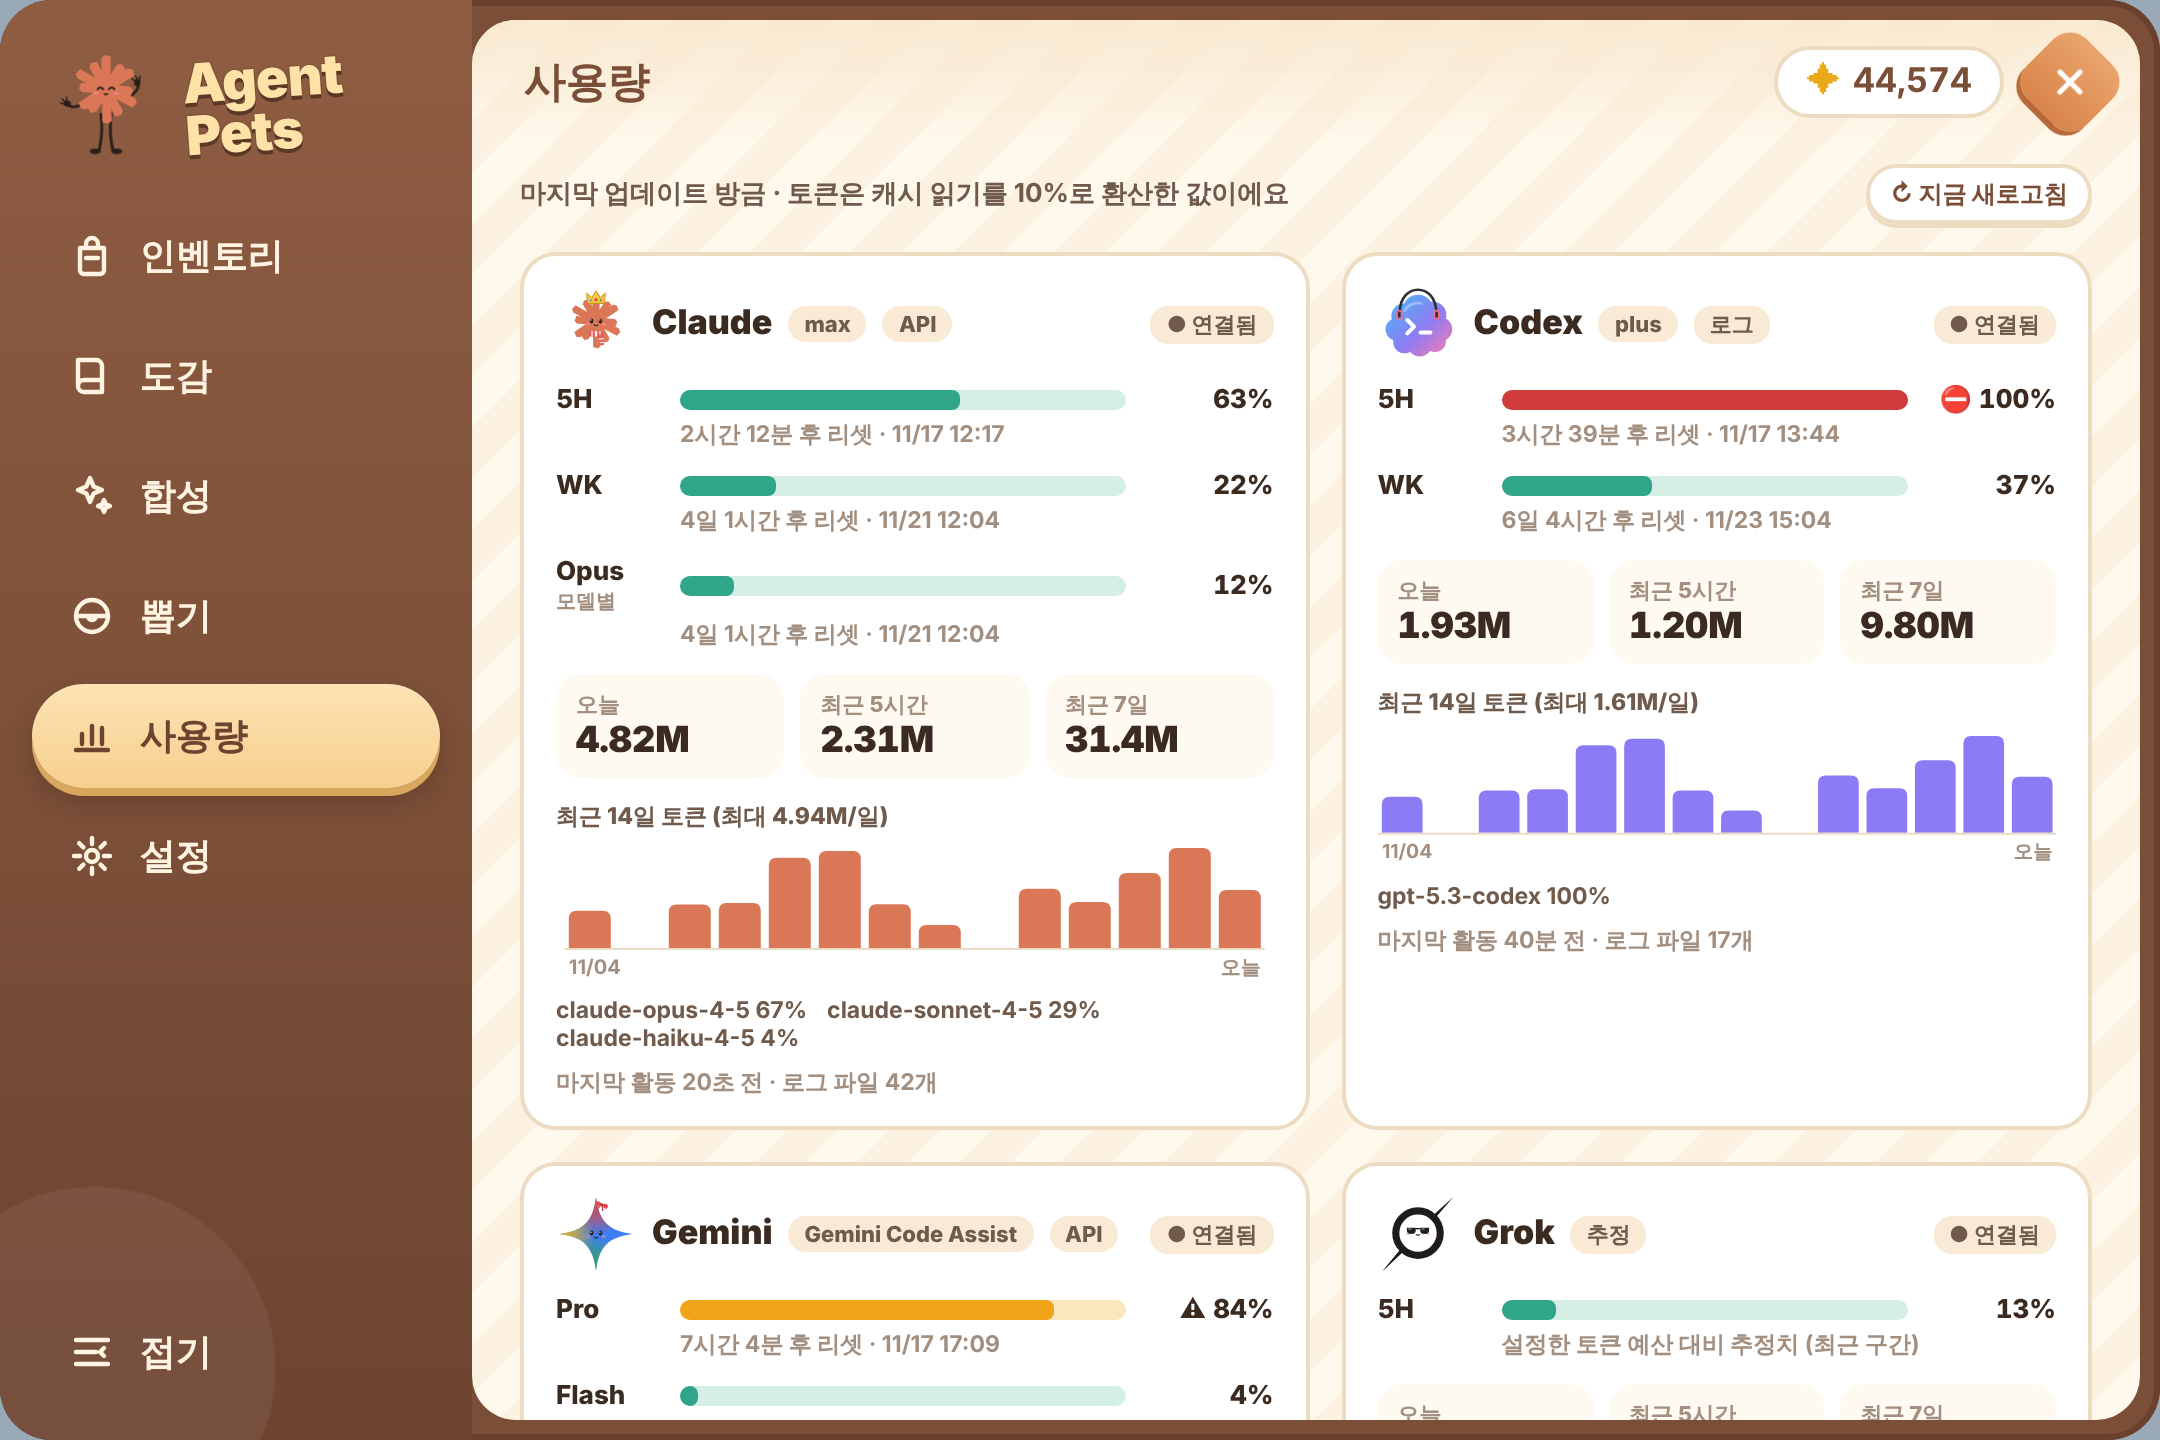 Agent
Pets
인벤토리
도감
합성
뽑기
사용량
설정
접기
사용량
44,574
마지막 업데이트 방금 · 토큰은 캐시 읽기를 10%로 환산한 값이에요
지금 새로고침
Claude max API 연결됨
5H 63%
2시간 12분 후 리셋 · 11/17 12:17
WK 22%
4일 1시간 후 리셋 · 11/21 12:04
Opus 12%
모델별
4일 1시간 후 리셋 · 11/21 12:04
오늘 최근 5시간 최근 7일
4.82M 2.31M 31.4M
최근 14일 토큰 (최대 4.94M/일)
11/04 오늘
claude-opus-4-5 67% claude-sonnet-4-5 29%
claude-haiku-4-5 4%
마지막 활동 20초 전 · 로그 파일 42개
Codex plus 로그 연결됨
5H 100%
3시간 39분 후 리셋 · 11/17 13:44
WK 37%
6일 4시간 후 리셋 · 11/23 15:04
오늘 최근 5시간 최근 7일
1.93M 1.20M 9.80M
최근 14일 토큰 (최대 1.61M/일)
11/04 오늘
gpt-5.3-codex 100%
마지막 활동 40분 전 · 로그 파일 17개
Gemini Gemini Code Assist API 연결됨
Pro 84%
7시간 4분 후 리셋 · 11/17 17:09
Flash 4%
Grok 추정 연결됨
5H 13%
설정한 토큰 예산 대비 추정치 (최근 구간)
오늘 최근 5시간 최근 7일